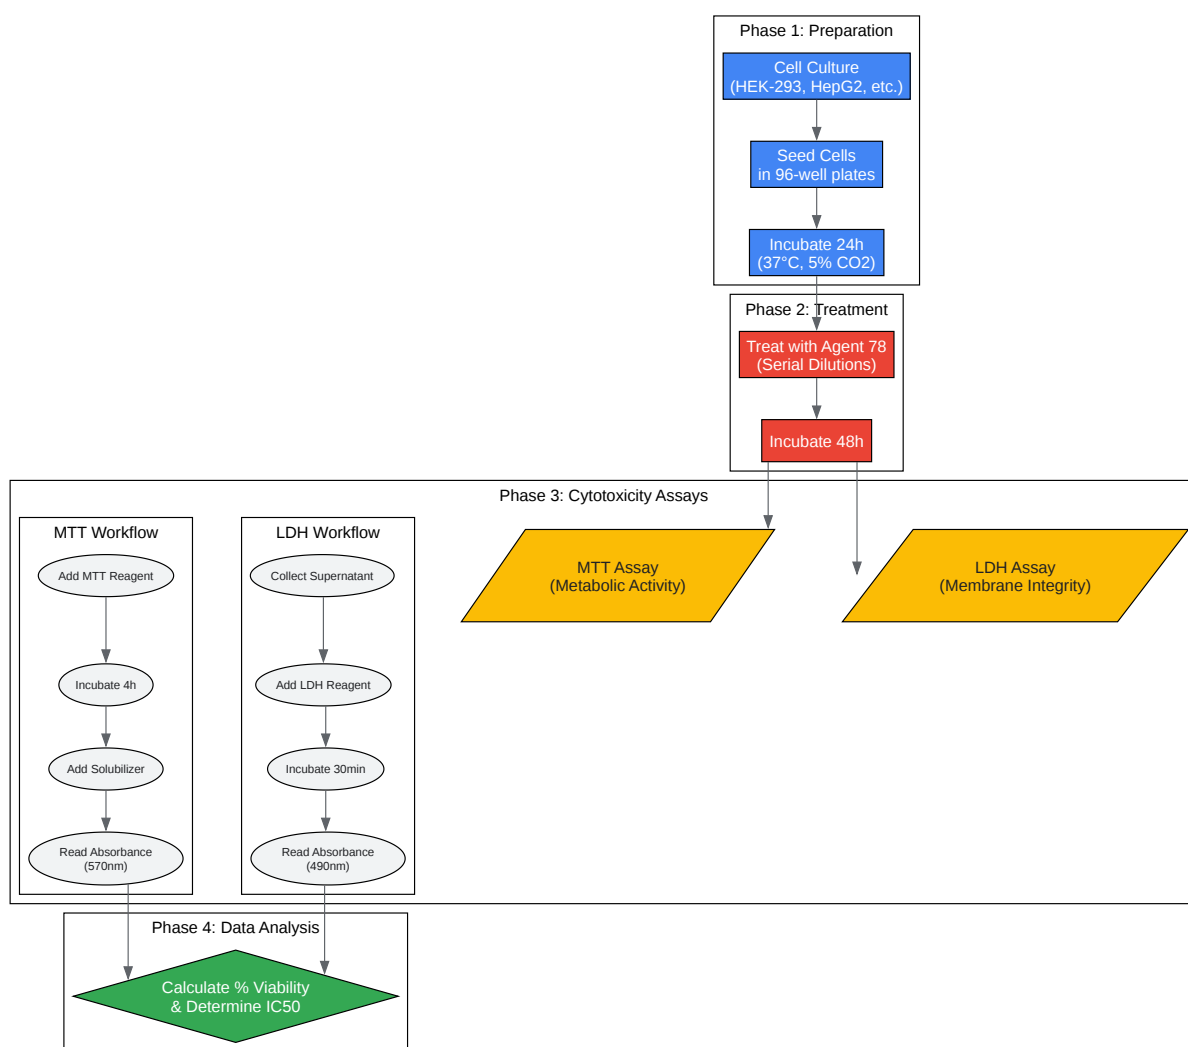 Phase 1: Preparation
Cell Culture
(HEK-293, HepG2, etc.)
Seed Cells
in 96-well plates
Incubate 24h
(37°C, 5% CO2)
Phase 2: Treatment
Treat with Agent 78
(Serial Dilutions)
Incubate 48h
Phase 3: Cytotoxicity Assays
MTT Workflow
Add MTT Reagent
Incubate 4h
Add Solubilizer
Read Absorbance
(570nm)
LDH Workflow
Collect Supernatant
Add LDH Reagent
Incubate 30min
Read Absorbance
(490nm)
MTT Assay
(Metabolic Activity)
LDH Assay
(Membrane Integrity)
Phase 4: Data Analysis
Calculate % Viability
& Determine IC50